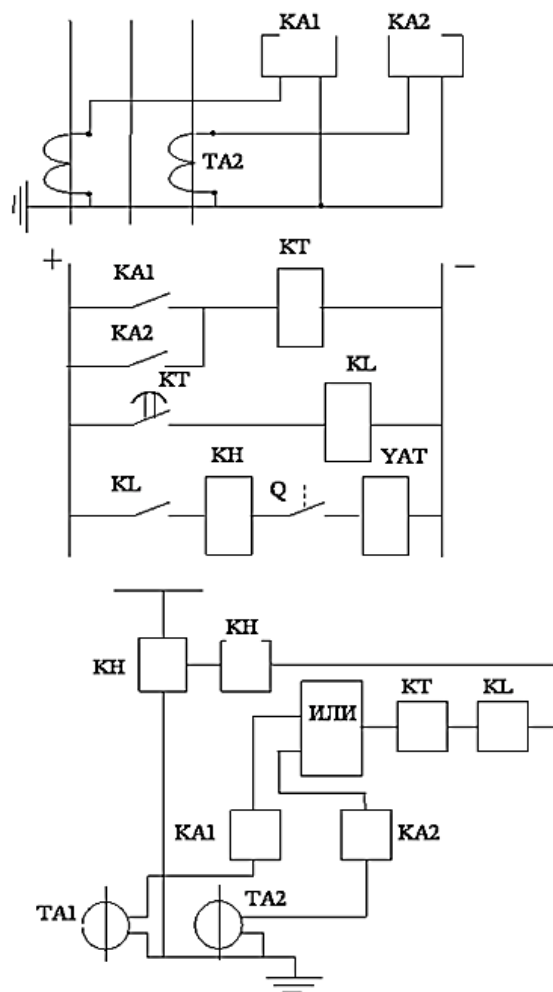 KA1 KA2
TA2
+ −
KA1 KT
KA2
KT KL
KL KH Q YAT
KH
KH
ИЛИ KT KL
KA1 KA2
TA1 TA2